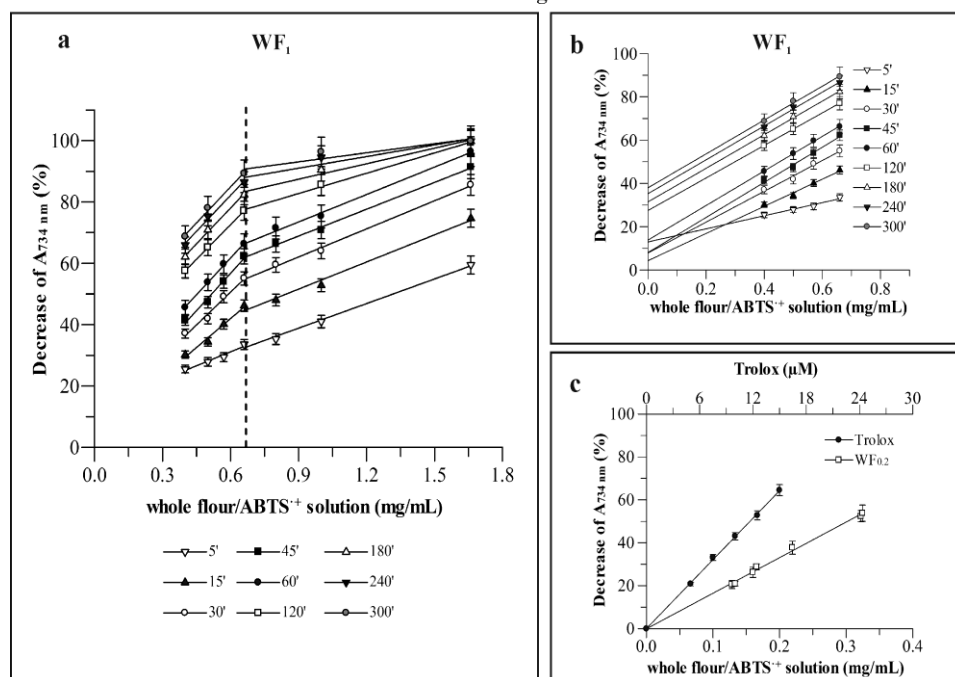 a
WF₁
Decrease of A734 nm (%)
100
80
60
40
20
0
0.0 0.3 0.6 0.9 1.2 1.5 1.8
whole flour/ABTS·+ solution (mg/mL)
5' 45' 180'
15' 60' 240'
30' 120' 300'
b
WF₁
Decrease of A734 nm (%)
100
80
60
40
20
0
0.0 0.2 0.4 0.6 0.8
whole flour/ABTS·+ solution (mg/mL)
5'
15'
30'
45'
60'
120'
180'
240'
300'
c
Trolox (µM)
0 6 12 18 24 30
Decrease of A734 nm (%)
100
80
60
40
20
0
Trolox
WF0.2
0.0 0.1 0.2 0.3 0.4
whole flour/ABTS·+ solution (mg/mL)